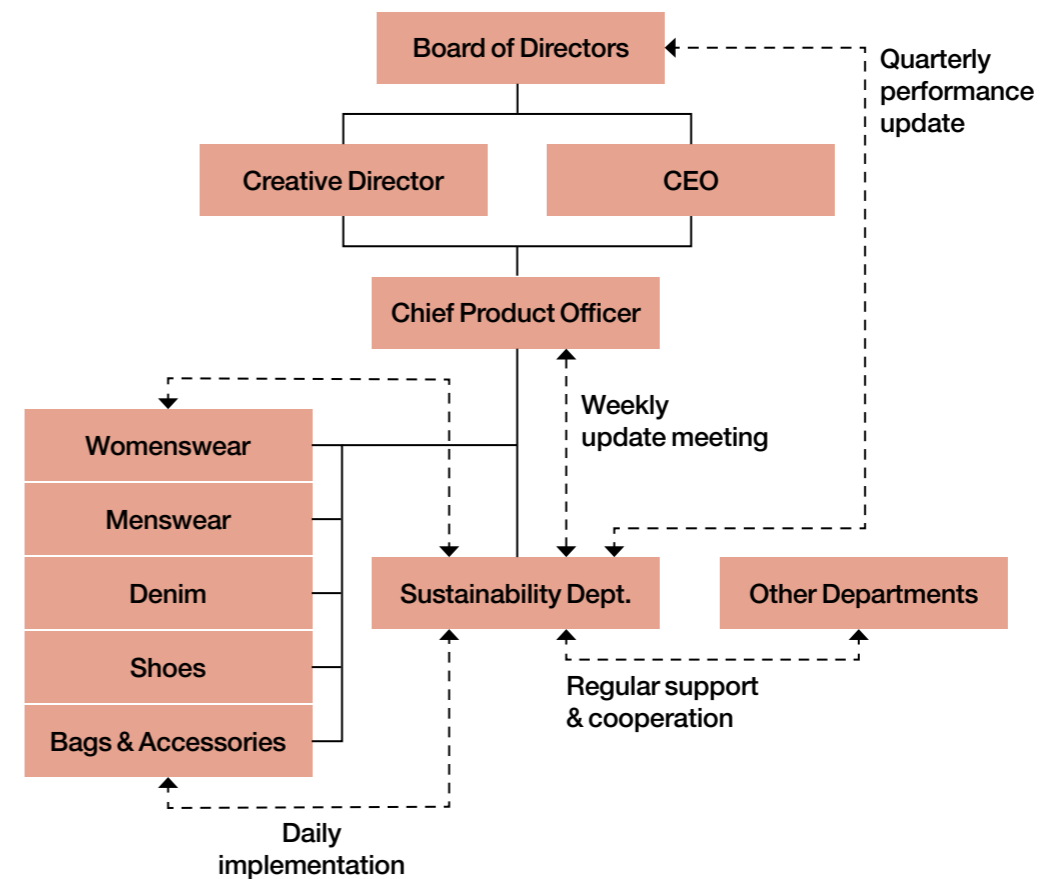 Board of Directors
Quarterly
performance
update
Creative Director
CEO
Chief Product Officer
Weekly
update meeting
Womenswear
Menswear
Denim
Shoes
Bags & Accessories
Sustainability Dept.
Other Departments
Regular support
& cooperation
Daily
implementation